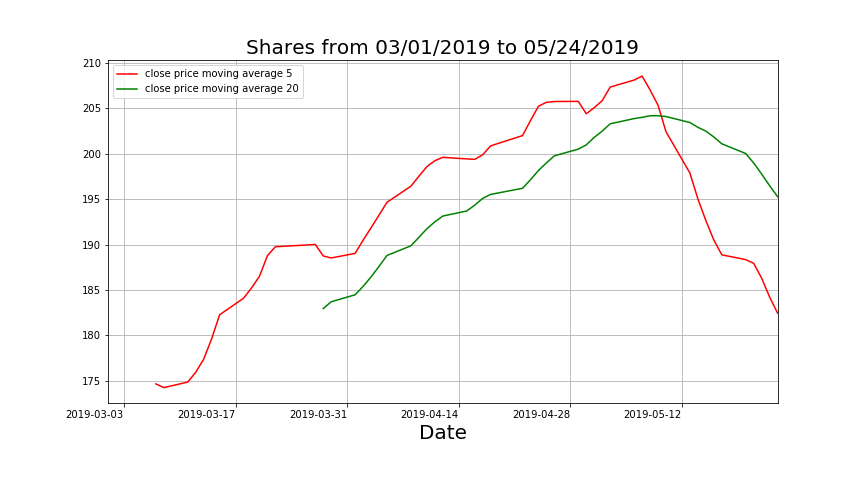 Shares from 03/01/2019 to 05/24/2019
close price moving average 5
close price moving average 20
210
205
200
195
190
185
180
175
2019-03-03 2019-03-17 2019-03-31 2019-04-14 2019-04-28 2019-05-12
Date